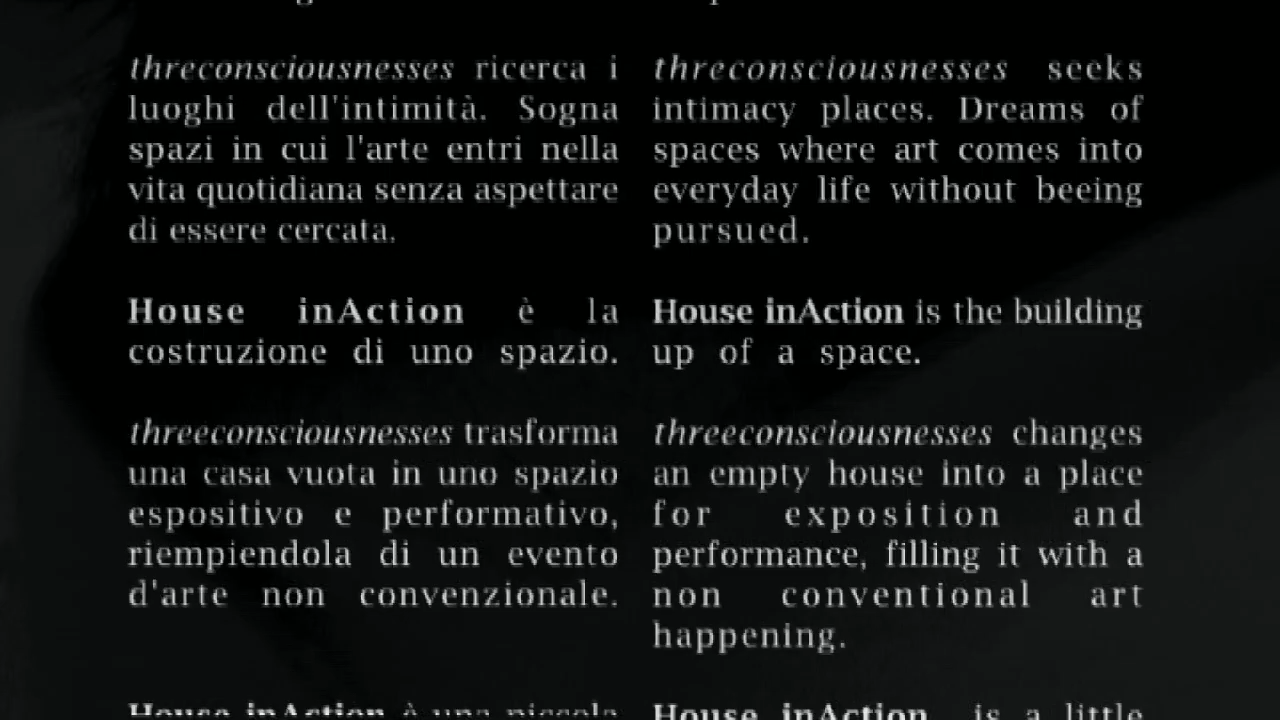 threconsciousnesses ricerca i
luoghi dell'intimità. Sogna
spazi in cui l'arte entri nella
vita quotidiana senza aspettare
di essere cercata.
House inAction è la
costruzione di uno spazio.
threeconsciousnesses trasforma
una casa vuota in uno spazio
espositivo e performativo,
riempiendola di un evento
d'arte non convenzionale.
House inAction è una piccola
threconsciousnesses seeks
intimacy places. Dreams of
spaces where art comes into
everyday life without beeing
pursued.
House inAction is the building
up of a space.
threeconsciousnesses changes
an empty house into a place
for exposition and
performance, filling it with a
non conventional art
happening.
House inAction is a little